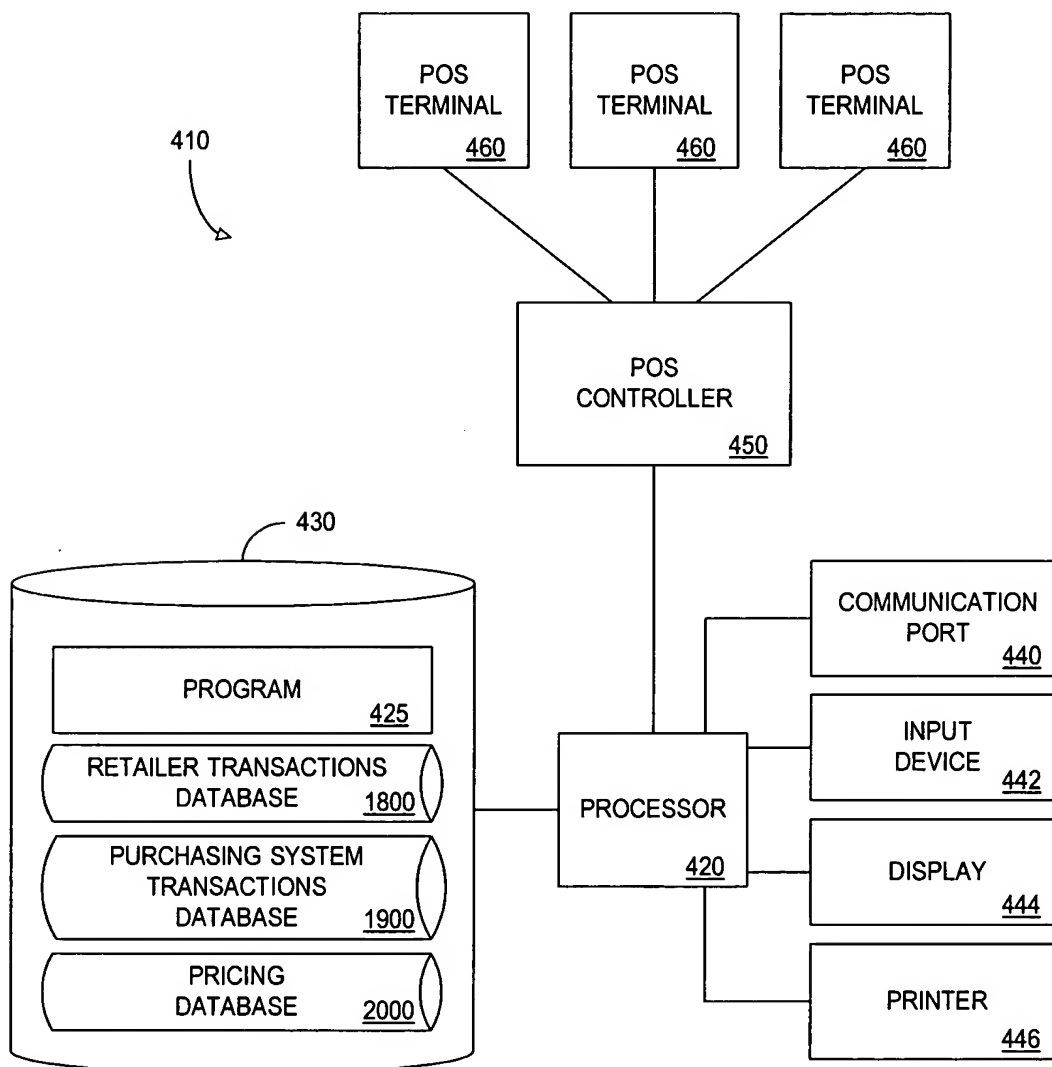 POS
TERMINAL
460
POS
TERMINAL
460
POS
TERMINAL
460
410
POS
CONTROLLER
450
430
PROGRAM
425
RETAILER TRANSACTIONS
DATABASE
1800
PURCHASING SYSTEM
TRANSACTIONS
DATABASE
1900
PRICING
DATABASE
2000
PROCESSOR
420
COMMUNICATION
PORT
440
INPUT
DEVICE
442
DISPLAY
444
PRINTER
446